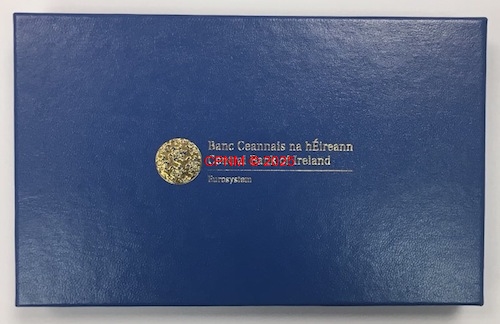 Banc Ceannais na hÉireann
Central Bank of Ireland
Eurosystem